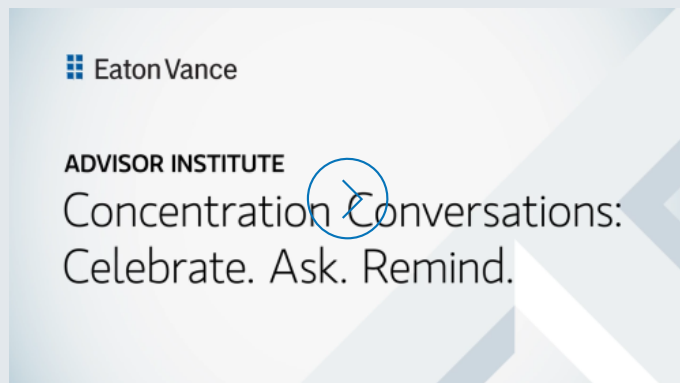 Eaton Vance
ADVISOR INSTITUTE
Concentration Conversations:
Celebrate. Ask. Remind.